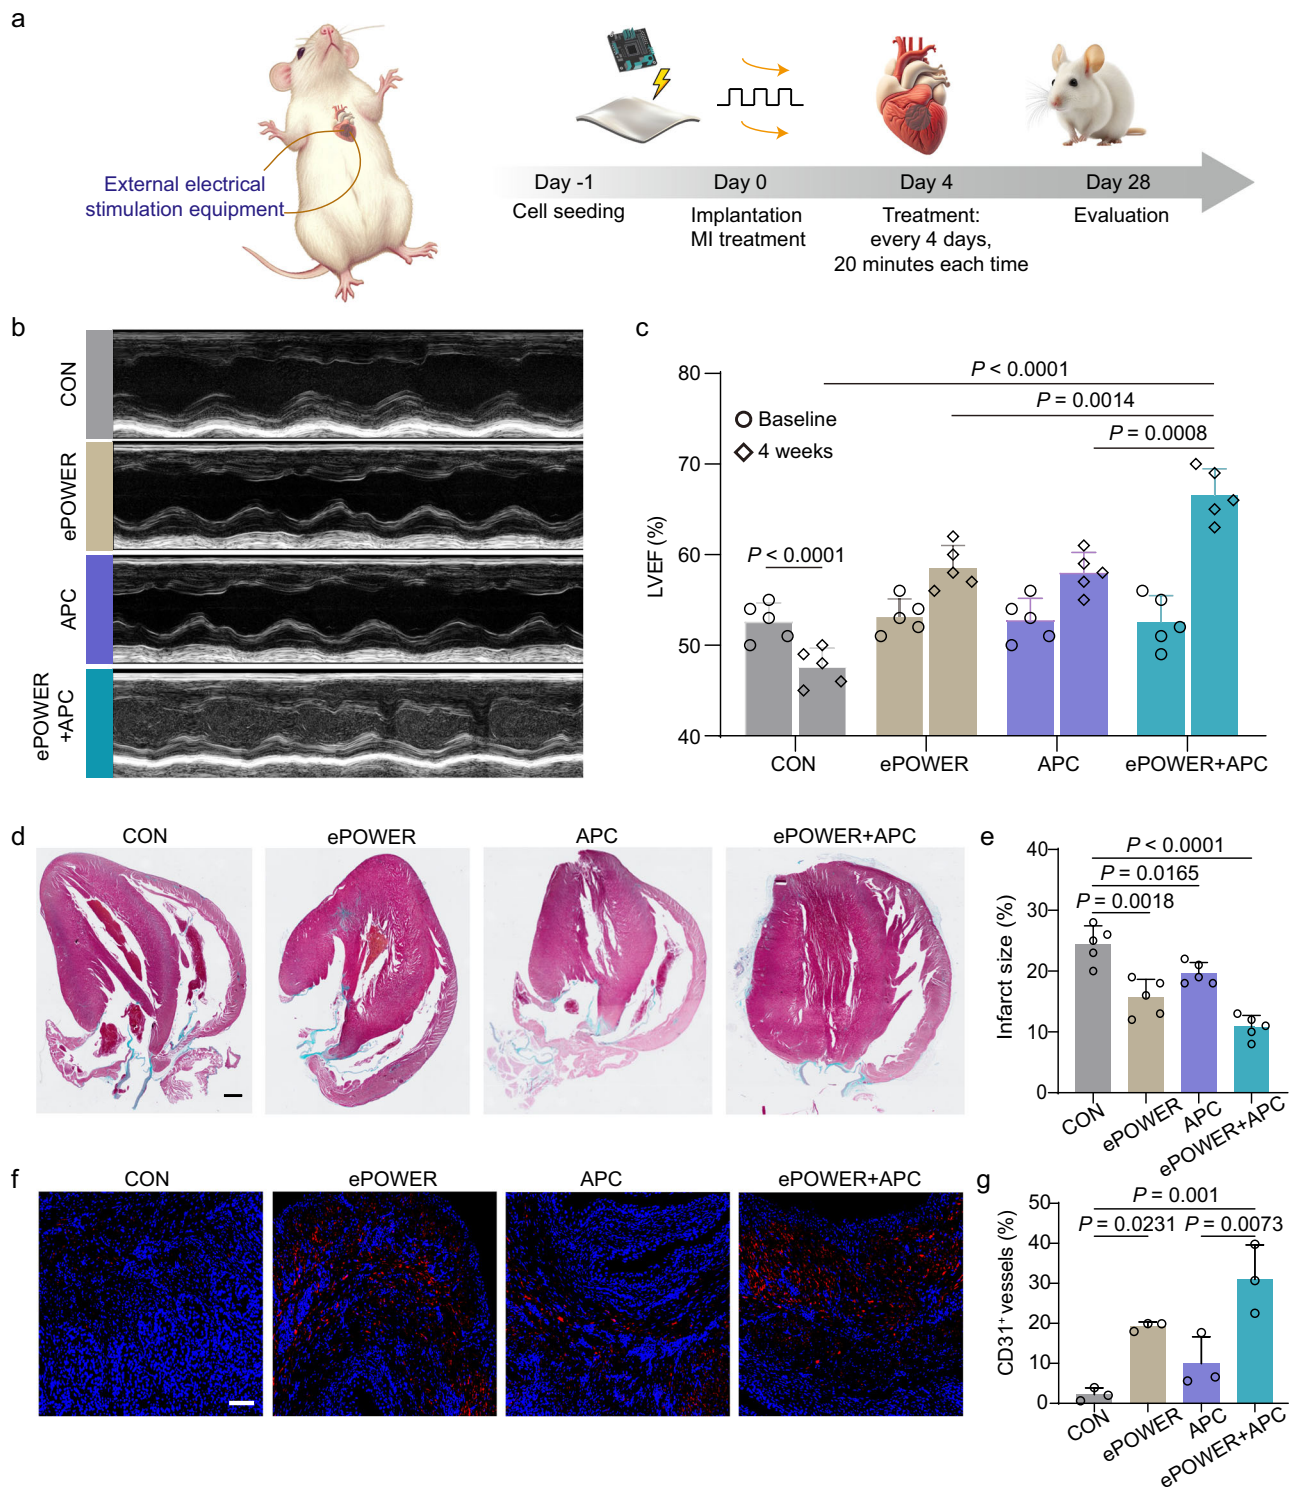 a
External electrical
stimulation equipment
Day -1
Day 0
Day 4
Day 28
Cell seeding
Implantation
MI treatment
Treatment:
every 4 days,
20 minutes each time
Evaluation
b
CON
ePOWER
APC
ePOWER
+APC
c
LVEF (%)
80
70
60
50
40
Baseline
4 weeks
P < 0.0001
P = 0.0014
P = 0.0008
P < 0.0001
CON
ePOWER
APC
ePOWER+APC
d
CON
ePOWER
APC
ePOWER+APC
e
Infarct size (%)
40
30
20
10
0
P < 0.0001
P = 0.0165
P = 0.0018
CON
ePOWER
APC
ePOWER+APC
f
CON
ePOWER
APC
ePOWER+APC
g
CD31⁺ vessels (%)
50
40
30
20
10
0
P = 0.001
P = 0.0231
P = 0.0073
CON
ePOWER
APC
ePOWER+APC